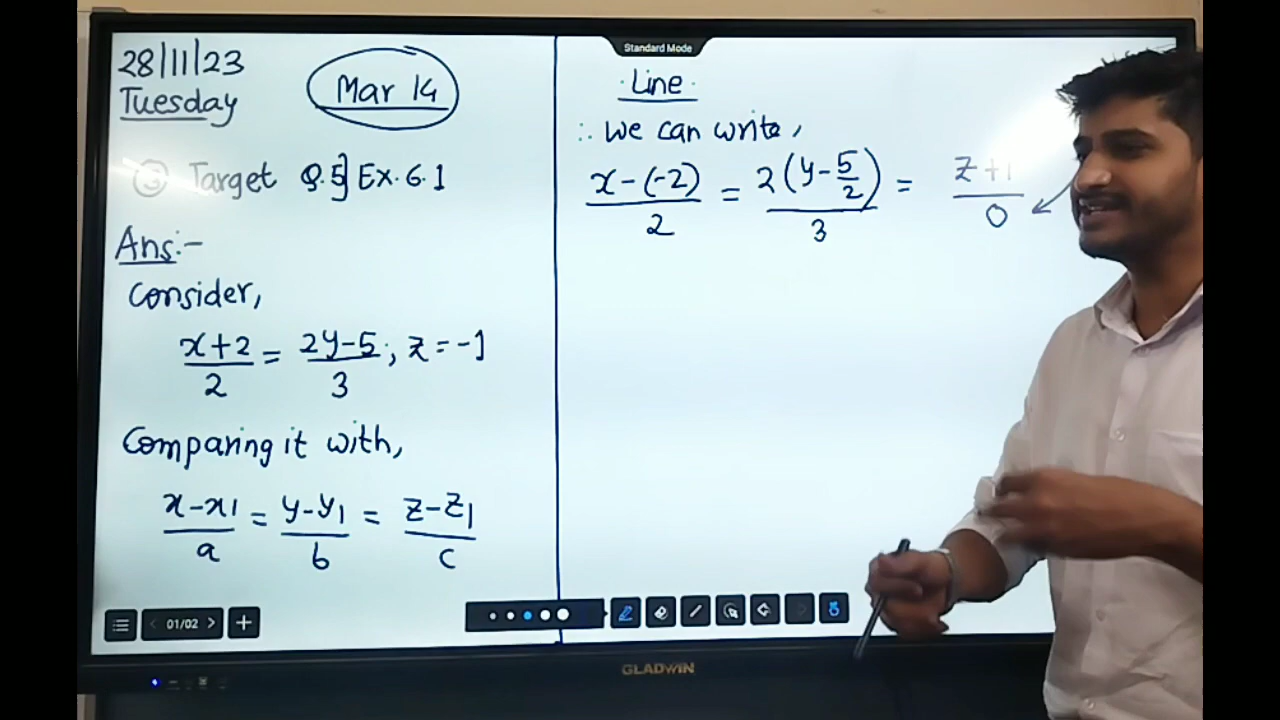 28/11/23
Tuesday
Mar 14
③ Target Q.5] Ex. 6.1
Ans:-
Consider,
x+2/2 = 2y-5/3 ; z = -1
Comparing it with,
x-x1/a = y-y1/b = z-z1/c
01/02
Standard Mode
Line
∴ We can write,
x-(-2)/2 = 2(y-5/2)/3 = z+1/0
GLADWIN